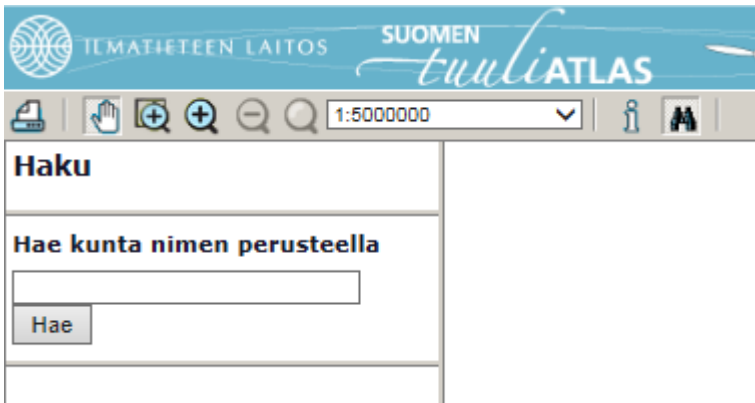 ILMATIETEEN LAITOS
SUOMEN
tuuliATLAS
1:5000000
Haku
Hae kunta nimen perusteella
Hae